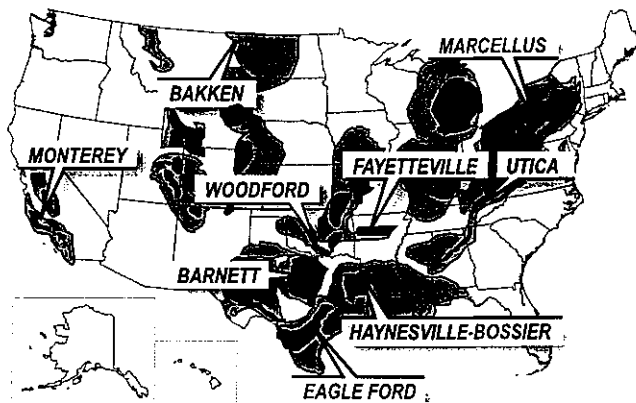 MARCELLUS
BAKKEN
MONTEREY
FAYETTEVILLE
UTICA
WOODFORD
BARNETT
HAYNESVILLE-BOSSIER
EAGLE FORD